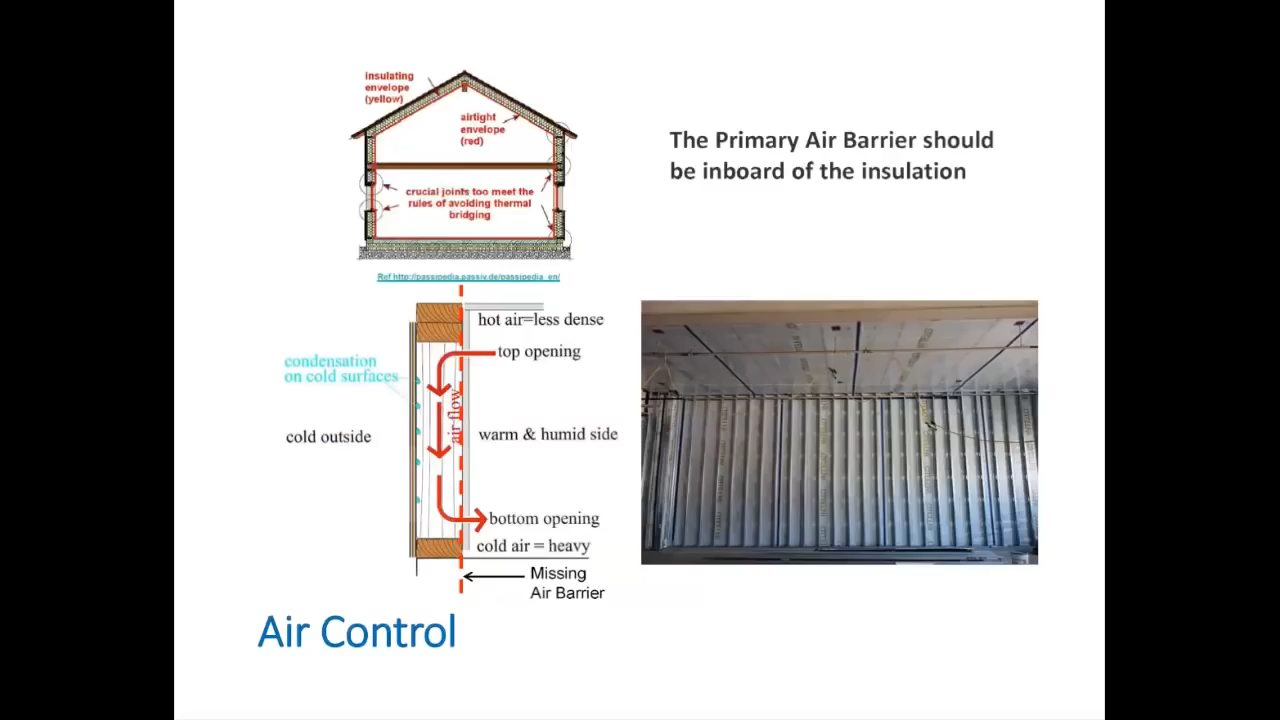 insulating
envelope
(yellow)
airtight
envelope
(red)
crucial joints too meet the
rules of avoiding thermal
bridging
Ref http://passipedia.passiv.de/passipedia_en/
The Primary Air Barrier should
be inboard of the insulation
hot air=less dense
top opening
condensation
on cold surfaces
air flow
cold outside
warm & humid side
bottom opening
cold air = heavy
Missing
Air Barrier
Air Control